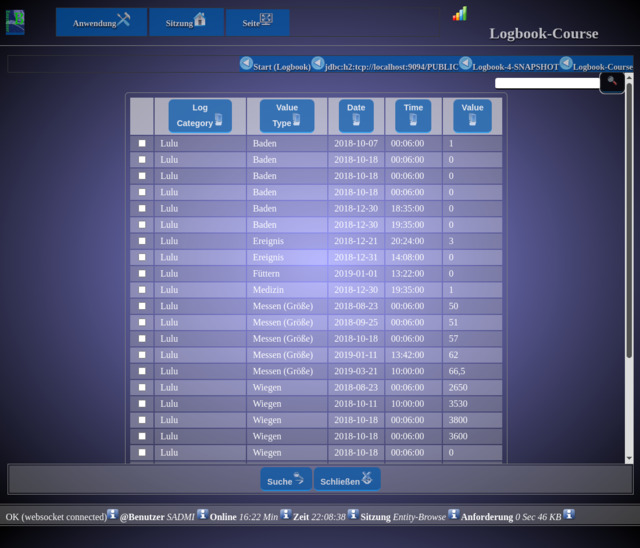 Anwendung Sitzung Seite
Logbook-Course
Start (Logbook) jdbc:h2:tcp://localhost:9094/PUBLIC Logbook-4-SNAPSHOT Logbook-Course
Log Category Value Type Date Time Value
Lulu Baden 2018-10-07 00:06:00 1
Lulu Baden 2018-10-18 00:06:00 0
Lulu Baden 2018-10-18 00:06:00 0
Lulu Baden 2018-10-18 00:06:00 0
Lulu Baden 2018-12-30 18:35:00 0
Lulu Baden 2018-12-30 19:35:00 0
Lulu Ereignis 2018-12-21 20:24:00 3
Lulu Ereignis 2018-12-31 14:08:00 0
Lulu Füttern 2019-01-01 13:22:00 0
Lulu Medizin 2018-12-30 19:35:00 1
Lulu Messen (Größe) 2018-08-23 00:06:00 50
Lulu Messen (Größe) 2018-09-25 00:06:00 51
Lulu Messen (Größe) 2018-10-18 00:06:00 57
Lulu Messen (Größe) 2019-01-11 13:42:00 62
Lulu Messen (Größe) 2019-03-21 10:00:00 66,5
Lulu Wiegen 2018-08-23 00:06:00 2650
Lulu Wiegen 2018-10-11 10:00:00 3530
Lulu Wiegen 2018-10-18 00:06:00 3800
Lulu Wiegen 2018-10-18 00:06:00 3600
Lulu Wiegen 2018-10-18 00:06:00 0
Suche Schließen
OK (websocket connected) @Benutzer SADMI Online 16:22 Min Zeit 22:08:38 Sitzung Entity-Browse Anforderung 0 Sec 46 KB